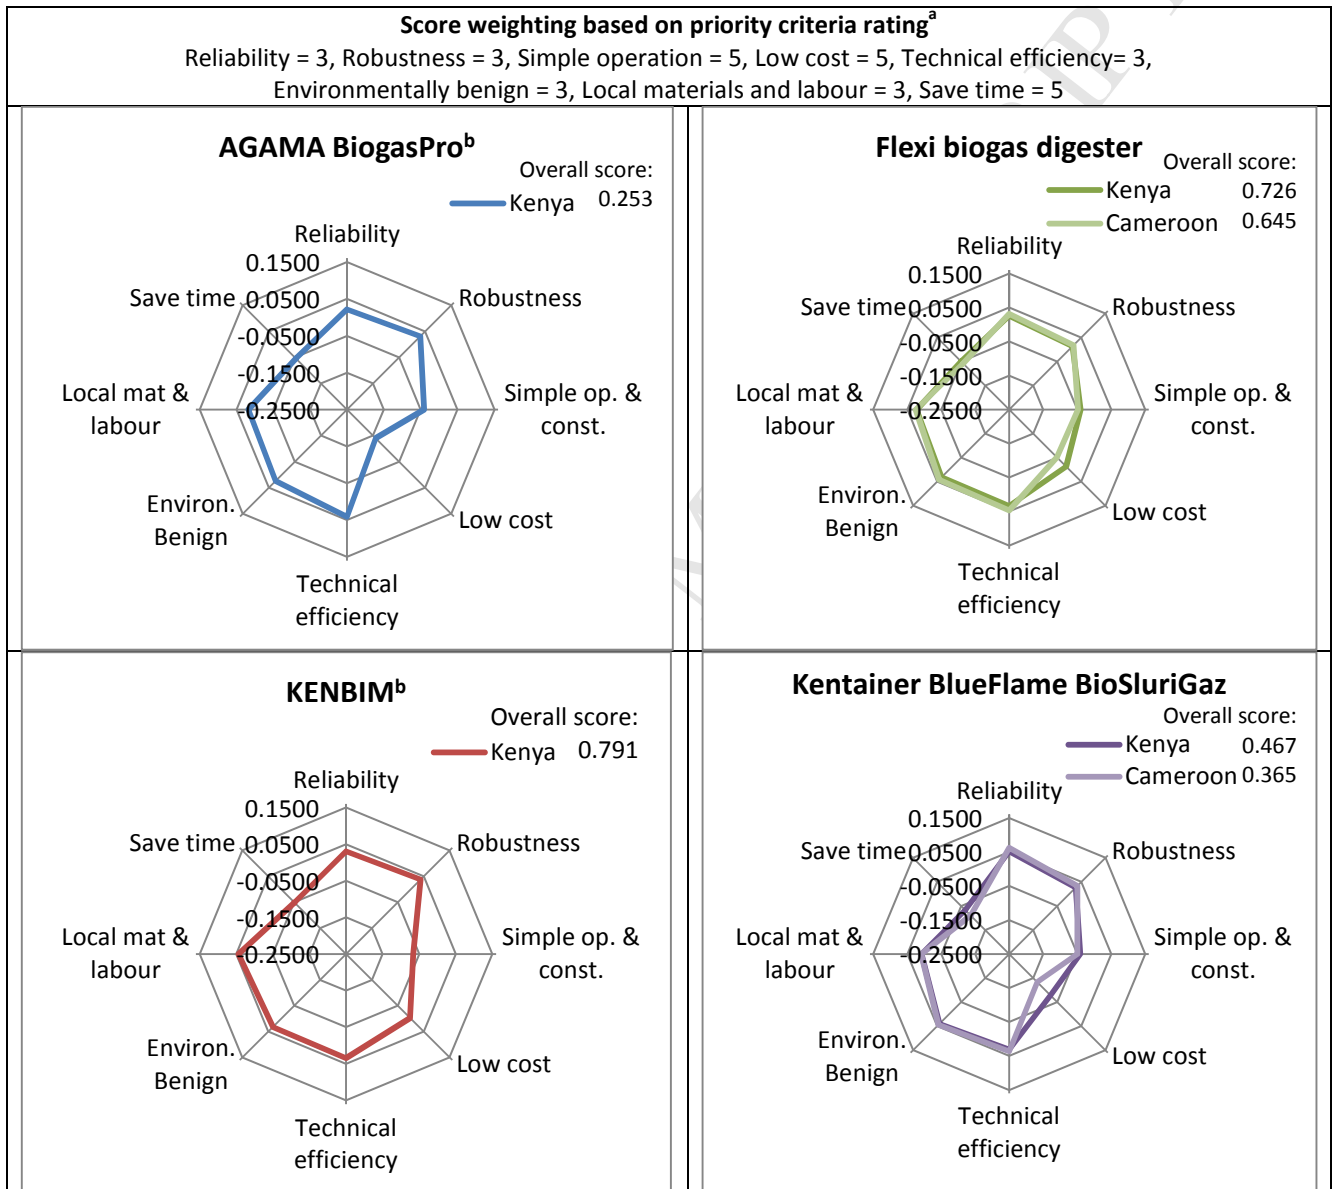 Score weighting based on priority criteria ratingᵃ
Reliability = 3, Robustness = 3, Simple operation = 5, Low cost = 5, Technical efficiency= 3,
Environmentally benign = 3, Local materials and labour = 3, Save time = 5
AGAMA BiogasProᵇ
Overall score:
Kenya 0.253
Reliability
0.1500
Save time 0.0500 Robustness
-0.0500
-0.1500
Local mat & -0.2500 Simple op. &
labour const.
Environ. Low cost
Benign
Technical
efficiency
Flexi biogas digester
Overall score:
Kenya 0.726
Cameroon 0.645
Reliability
0.1500
Save time 0.0500 Robustness
-0.0500
-0.1500
Local mat & -0.2500 Simple op. &
labour const.
Environ. Low cost
Benign
Technical
efficiency
KENBIMᵇ
Overall score:
Kenya 0.791
Reliability
0.1500
Save time 0.0500 Robustness
-0.0500
-0.1500
Local mat & -0.2500 Simple op. &
labour const.
Environ. Low cost
Benign
Technical
efficiency
Kentainer BlueFlame BioSluriGaz
Overall score:
Kenya 0.467
Cameroon 0.365
Reliability
0.1500
Save time 0.0500 Robustness
-0.0500
-0.1500
Local mat & -0.2500 Simple op. &
labour const.
Environ. Low cost
Benign
Technical
efficiency